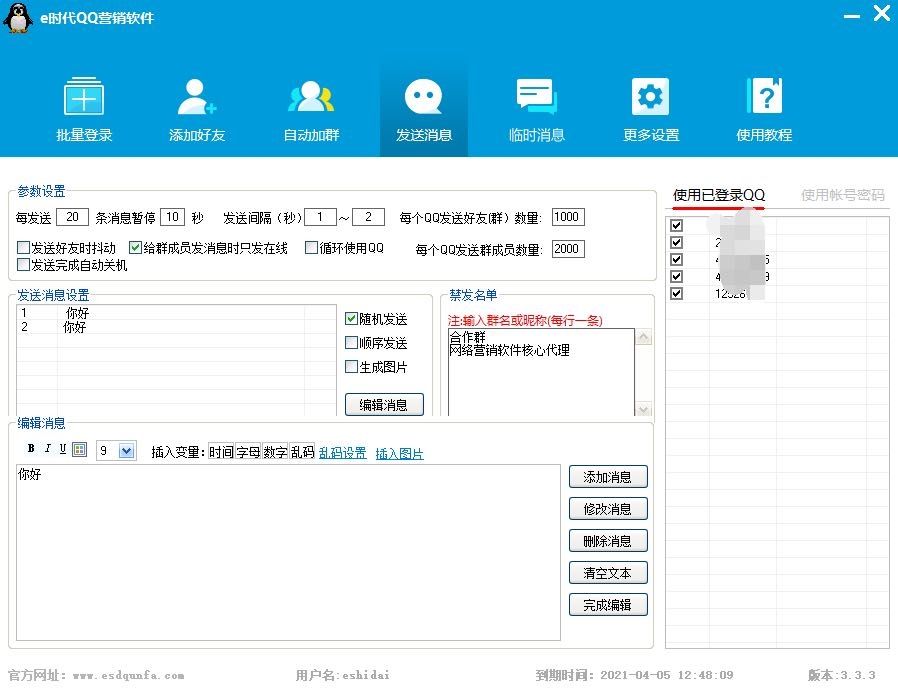 e时代QQ营销软件
批量登录 添加好友 自动加群 发送消息 临时消息 更多设置 使用教程
参数设置
每发送 20 条消息暂停 10 秒 发送间隔（秒） 1 ～ 2 每个QQ发送好友(群) 数量: 1000
发送好友时抖动 给群成员发消息时只发在线 循环使用QQ 每个QQ发送群成员数量: 2000
发送完成自动关机
使用已登录QQ 使用帐号密码
发送消息设置
1 你好
2 你好
随机发送
顺序发送
生成图片
编辑消息
禁发名单
注:输入群名或昵称(每行一条)
合作群
网络营销软件核心代理
编辑消息
B I U 9 插入变量: 时间 字母 数字 乱码 乱码设置 插入图片
你好
添加消息
修改消息
删除消息
清空文本
完成编辑
官方网址: www.esdqunfa.com 用户名:eshidai 到期时间: 2021-04-05 12:48:09 版本:3.3.3